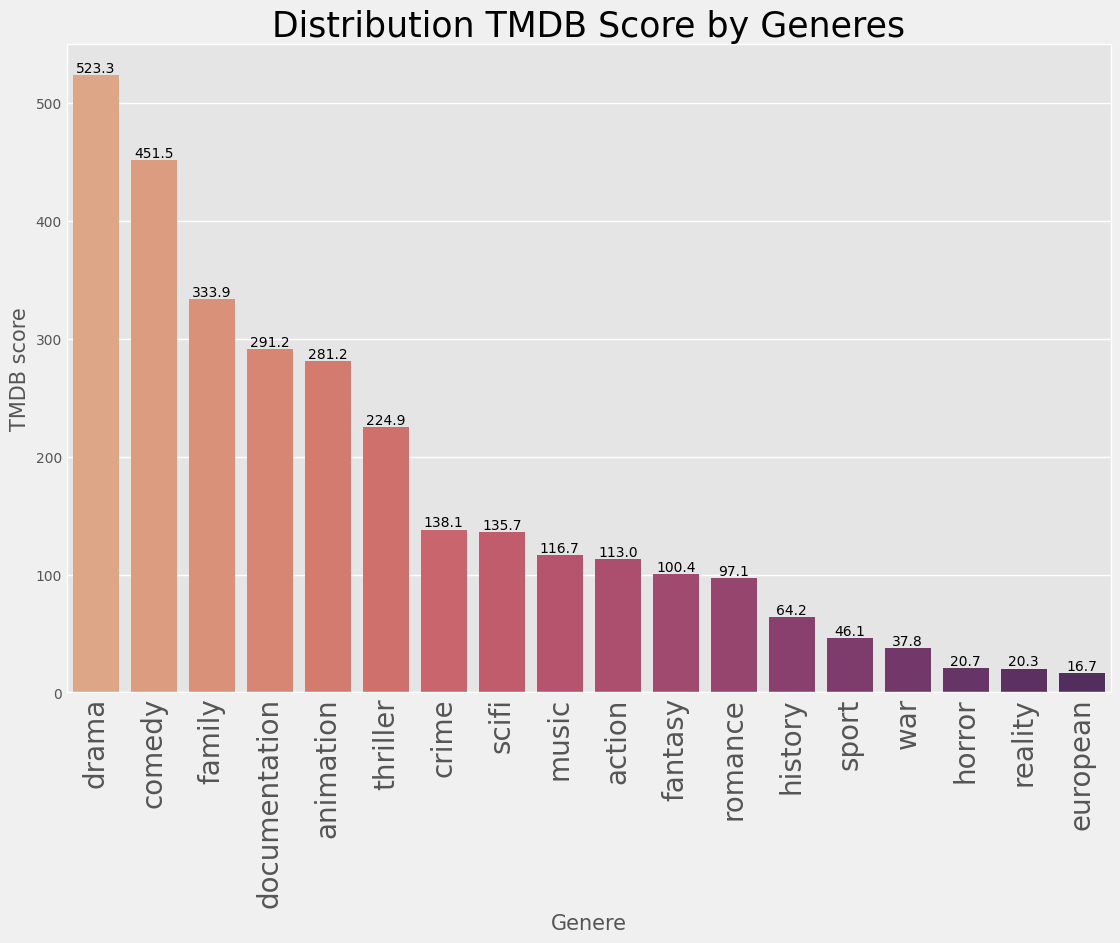 Distribution TMDB Score by Generes
TMDB score
500
400
300
200
100
0
523.3
451.5
333.9
291.2
281.2
224.9
138.1
135.7
116.7
113.0
100.4
97.1
64.2
46.1
37.8
20.7
20.3
16.7
drama
comedy
family
documentation
animation
thriller
crime
scifi
music
action
fantasy
romance
history
sport
war
horror
reality
european
Genere